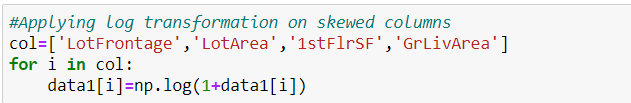 #Applying log transformation on skewed columns
col=['LotFrontage','LotArea','1stFlrSF','GrLivArea']
for i in col:
    data1[i]=np.log(1+data1[i])